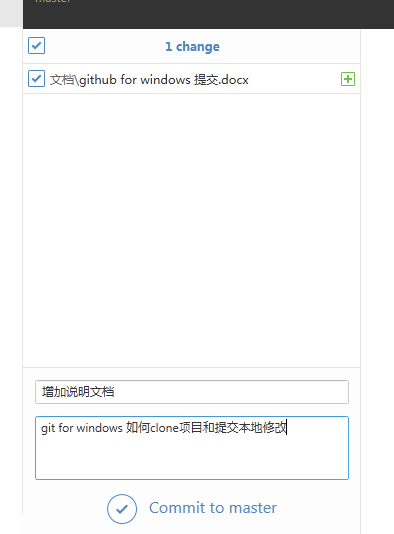 master
1 change
文档\github for windows 提交.docx
增加说明文档
git for windows 如何clone项目和提交本地修改
Commit to master